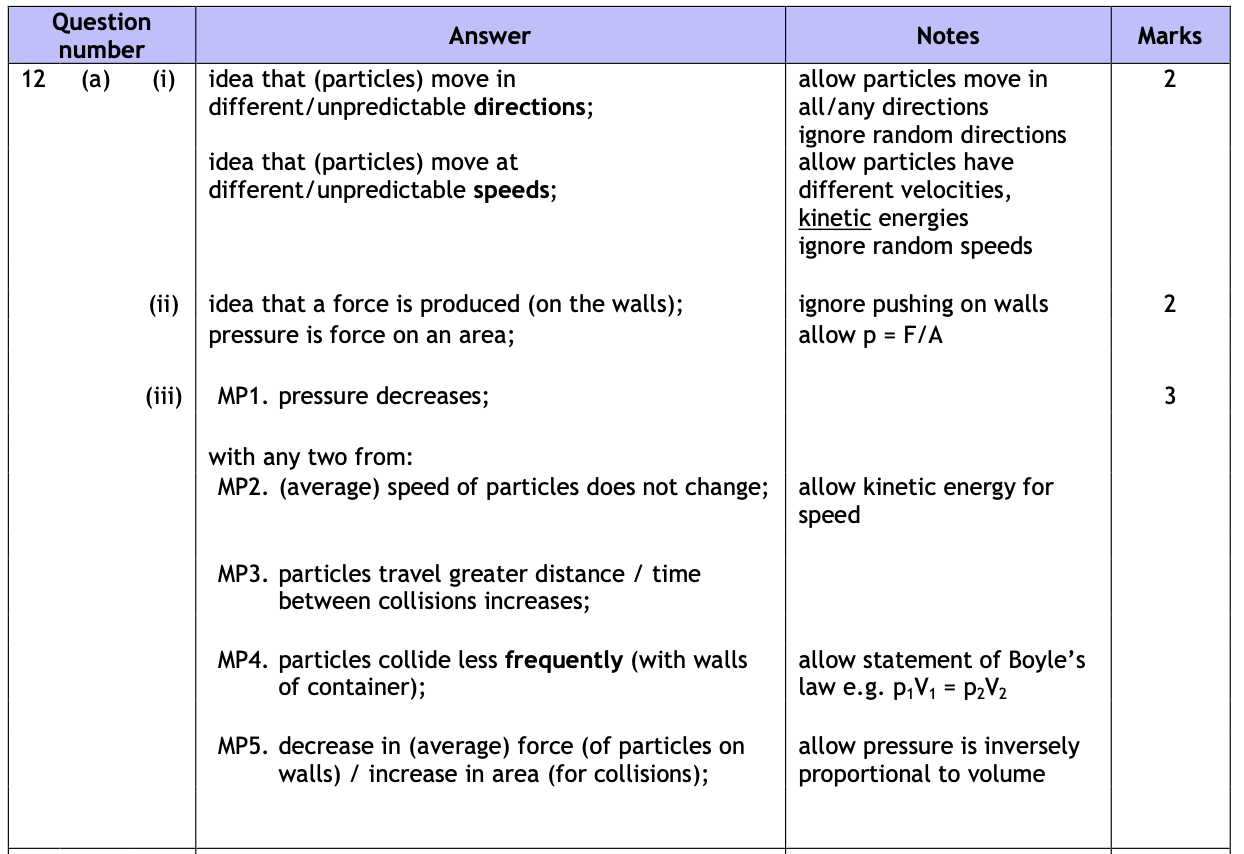 Question number Answer Notes Marks
12 (a) (i) idea that (particles) move in allow particles move in 2
different/unpredictable directions; all/any directions
ignore random directions
idea that (particles) move at allow particles have
different/unpredictable speeds; different velocities,
kinetic energies
ignore random speeds
(ii) idea that a force is produced (on the walls); ignore pushing on walls 2
pressure is force on an area; allow p = F/A
(iii) MP1. pressure decreases; 3
with any two from:
MP2. (average) speed of particles does not change; allow kinetic energy for
speed
MP3. particles travel greater distance / time
between collisions increases;
MP4. particles collide less frequently (with walls allow statement of Boyle’s
of container); law e.g. p₁V₁ = p₂V₂
MP5. decrease in (average) force (of particles on allow pressure is inversely
walls) / increase in area (for collisions); proportional to volume